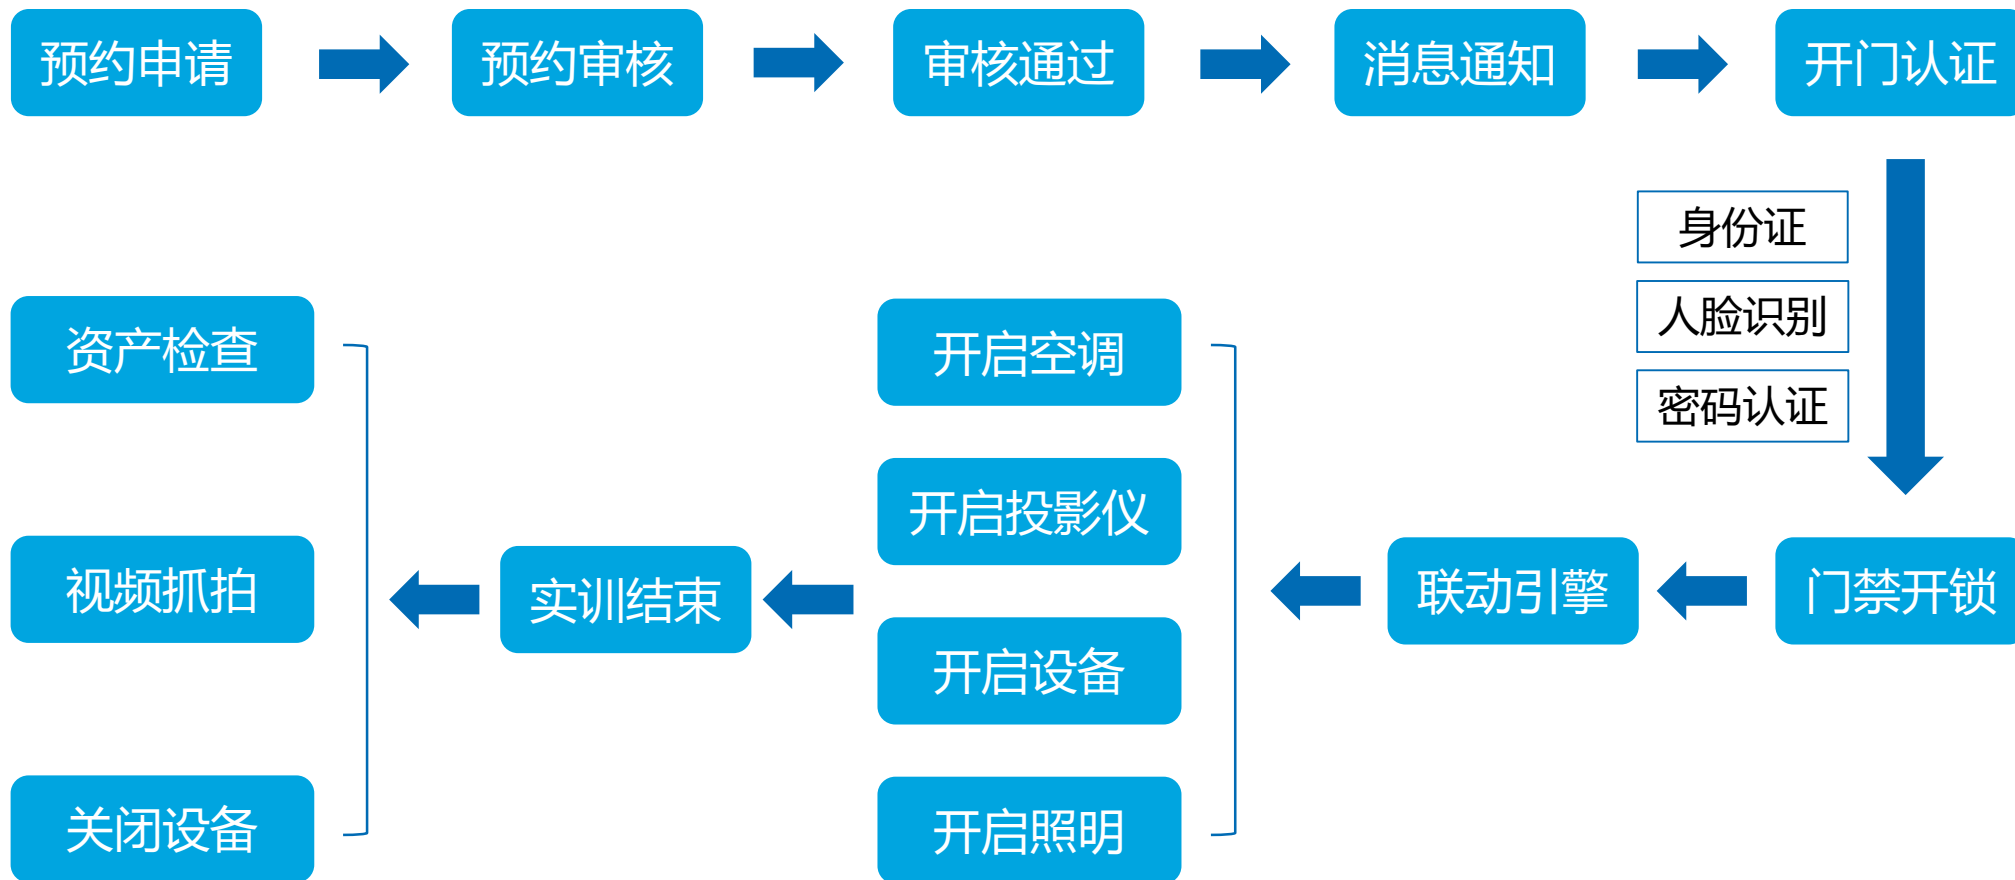 预约申请
预约审核
审核通过
消息通知
开门认证
身份证
人脸识别
密码认证
门禁开锁
联动引擎
开启空调
开启投影仪
开启设备
开启照明
实训结束
资产检查
视频抓拍
关闭设备